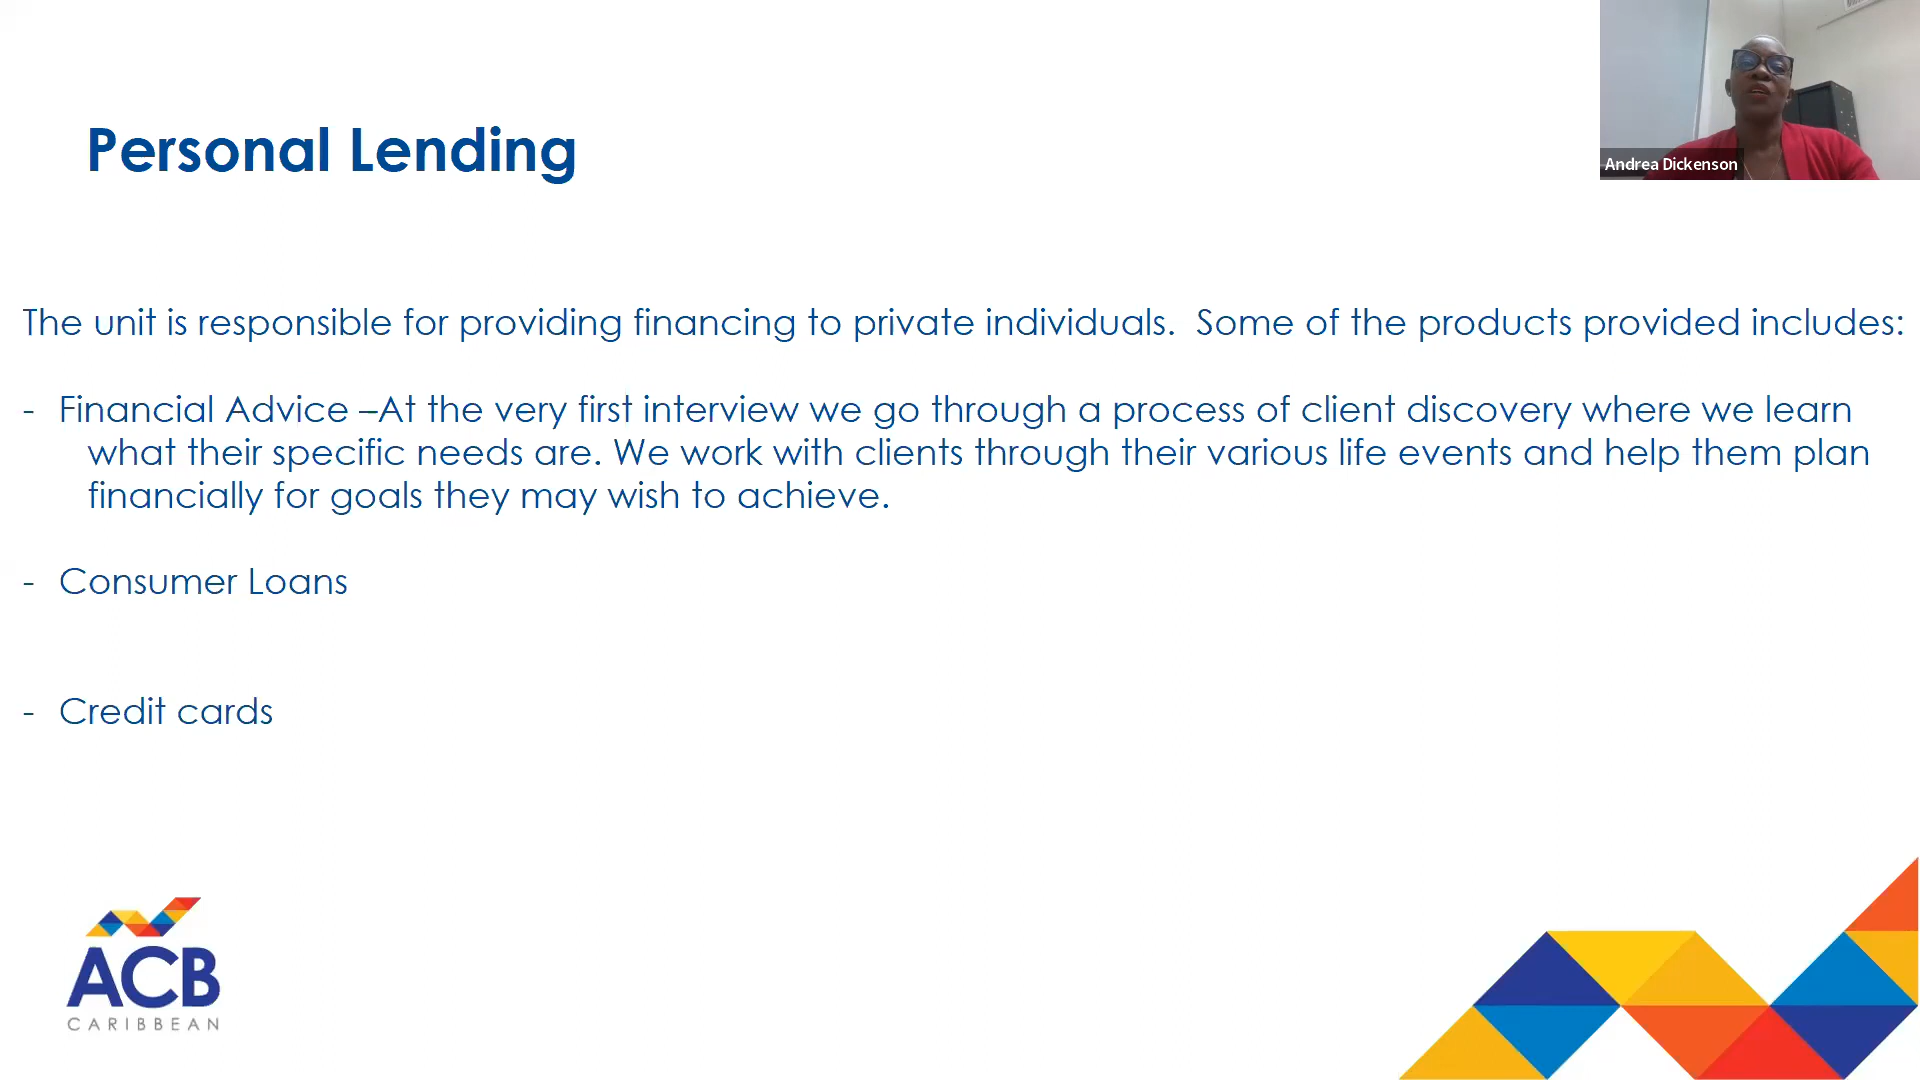 Personal Lending
Andrea Dickenson
The unit is responsible for providing financing to private individuals.  Some of the products provided includes:
- Financial Advice –At the very first interview we go through a process of client discovery where we learn
what their specific needs are. We work with clients through their various life events and help them plan
financially for goals they may wish to achieve.
- Consumer Loans
- Credit cards
ACB
CARIBBEAN